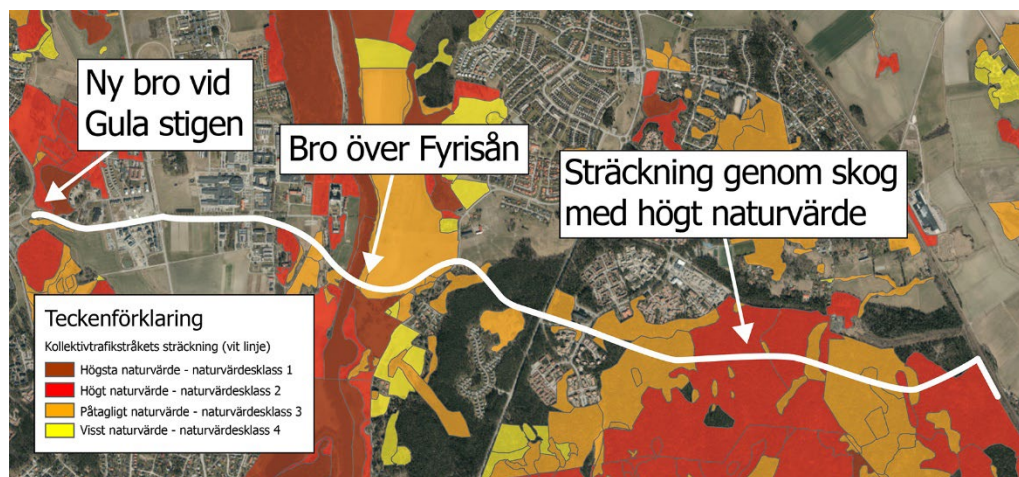 Ny bro vid
Gula stigen
Bro över Fyrisån
Sträckning genom skog
med högt naturvärde
Teckenförklaring
Kollektivtrafikstråkets sträckning (vit linje)
Högsta naturvärde - naturvärdesklass 1
Högt naturvärde - naturvärdesklass 2
Påtagligt naturvärde - naturvärdesklass 3
Visst naturvärde - naturvärdesklass 4